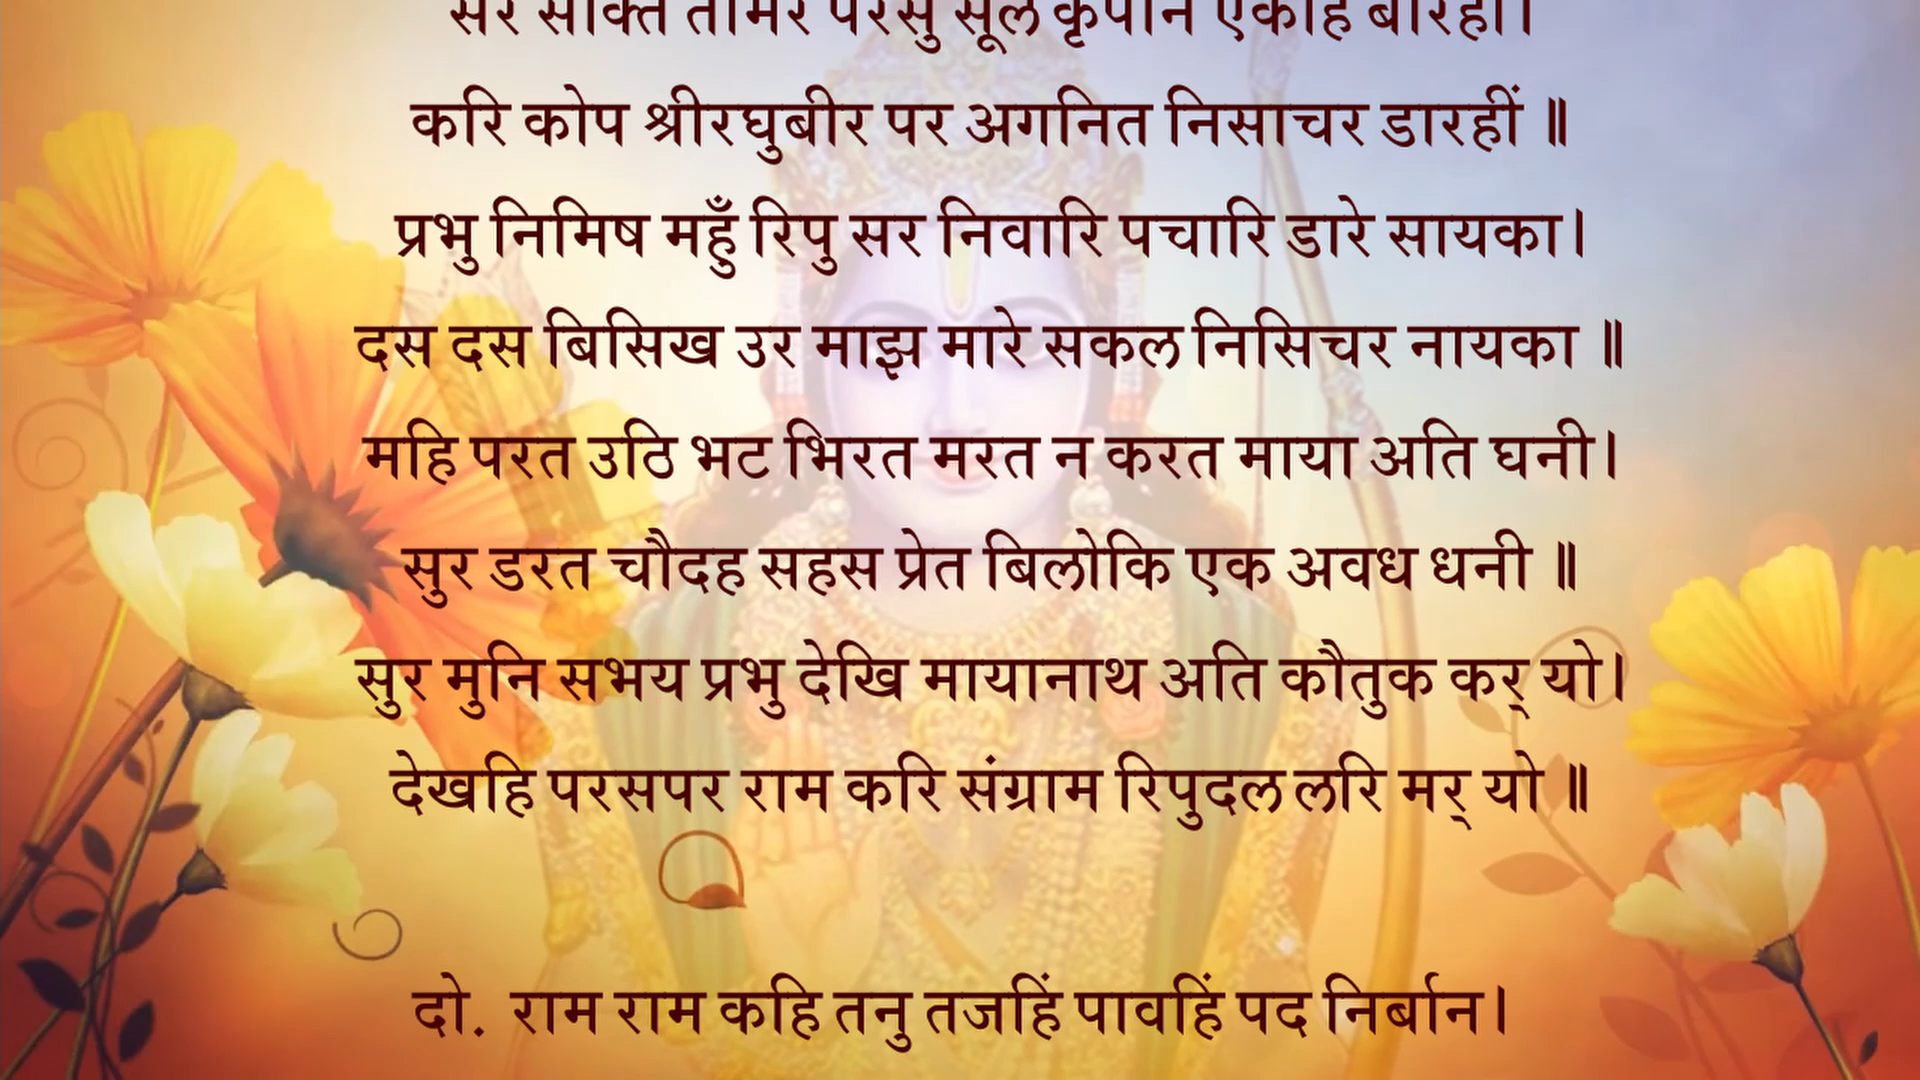 सर सक्ति तोमर परसु सूल कृपान एकहि बारहीं।
करि कोप श्रीरघुबीर पर अगनित निसाचर डारहीं ॥
प्रभु निमिष महुँ रिपु सर निवारि पचारि डारे सायका।
दस दस बिसिख उर माझ मारे सकल निसिचर नायका ॥
महि परत उठि भट भिरत मरत न करत माया अति घनी।
सुर डरत चौदह सहस प्रेत बिलोकि एक अवध धनी ॥
सुर मुनि सभय प्रभु देखि मायानाथ अति कौतुक कर् यो।
देखहि परसपर राम करि संग्राम रिपुदल लरि मर् यो ॥
दो. राम राम कहि तनु तजहिं पावहिं पद निर्बान।